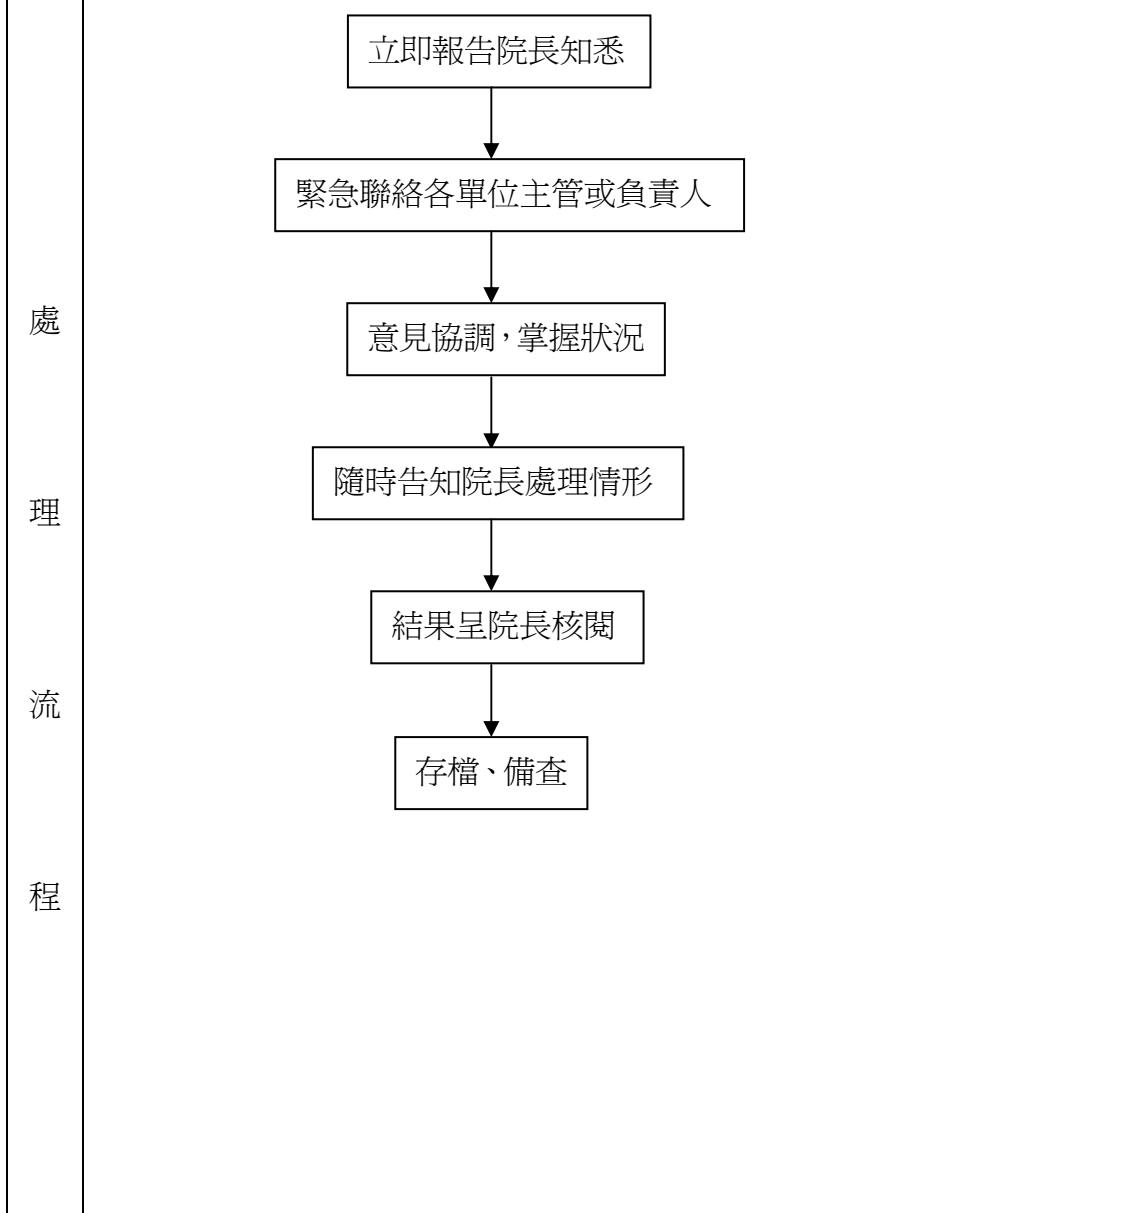 處
理
流
程
立即報告院長知悉
緊急聯絡各單位主管或負責人
意見協調，掌握狀況
隨時告知院長處理情形
結果呈院長核閱
存檔、備查